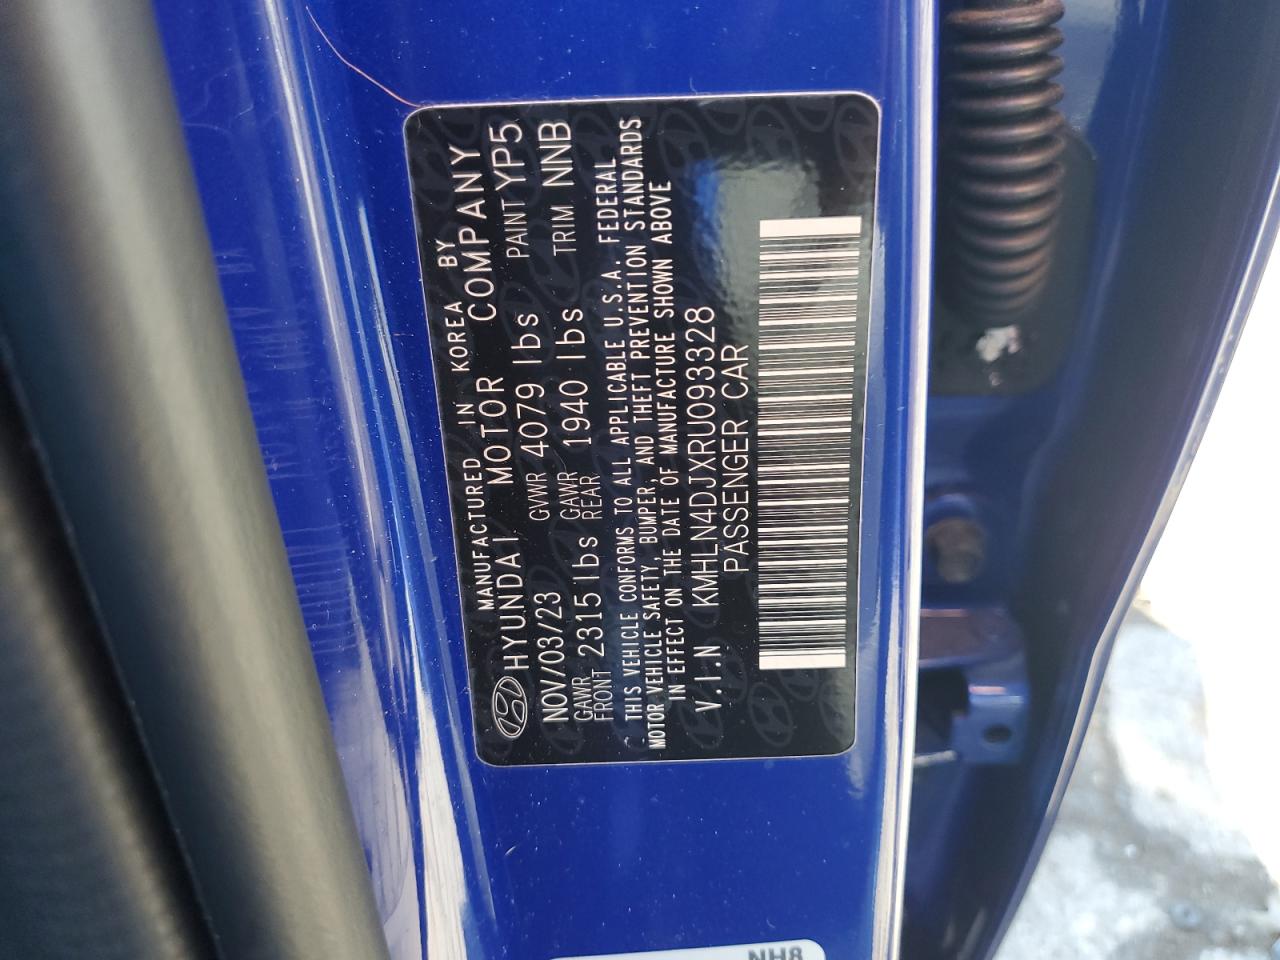 MANUFACTURED IN KOREA BY
HYUNDAI MOTOR COMPANY
NOV/03/23 GVWR 4079 lbs PAINT YP5
GAWR FRONT 2315 lbs GAWR REAR 1940 lbs TRIM NNB
THIS VEHICLE CONFORMS TO ALL APPLICABLE U.S.A. FEDERAL
MOTOR VEHICLE SAFETY, BUMPER, AND THEFT PREVENTION STANDARDS
IN EFFECT ON THE DATE OF MANUFACTURE SHOWN ABOVE
V.I.N KMHLN4DJXRU093328
PASSENGER CAR
NH8